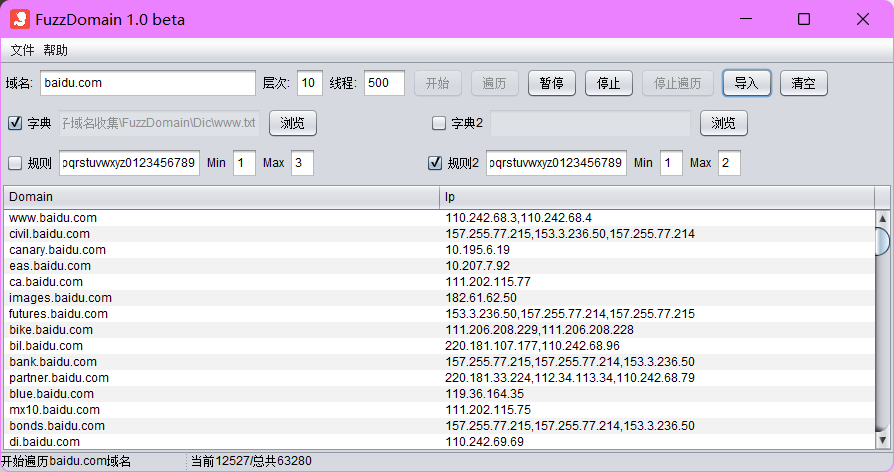 FuzzDomain 1.0 beta
文件 帮助
域名: baidu.com 层次: 10 线程: 500 开始 遍历 暂停 停止 停止遍历 导入 清空
字典 子域名收集\FuzzDomain\Dic\www.txt 浏览 字典2 浏览
规则 pqrstuvwxyz0123456789 Min 1 Max 3 规则2 pqrstuvwxyz0123456789 Min 1 Max 2
Domain Ip
www.baidu.com 110.242.68.3,110.242.68.4
civil.baidu.com 157.255.77.215,153.3.236.50,157.255.77.214
canary.baidu.com 10.195.6.19
eas.baidu.com 10.207.7.92
ca.baidu.com 111.202.115.77
images.baidu.com 182.61.62.50
futures.baidu.com 153.3.236.50,157.255.77.214,157.255.77.215
bike.baidu.com 111.206.208.229,111.206.208.228
bil.baidu.com 220.181.107.177,110.242.68.96
bank.baidu.com 157.255.77.215,157.255.77.214,153.3.236.50
partner.baidu.com 220.181.33.224,112.34.113.34,110.242.68.79
blue.baidu.com 119.36.164.35
mx10.baidu.com 111.202.115.75
bonds.baidu.com 157.255.77.215,157.255.77.214,153.3.236.50
di.baidu.com 110.242.69.69
开始遍历baidu.com域名 当前12527/总共63280